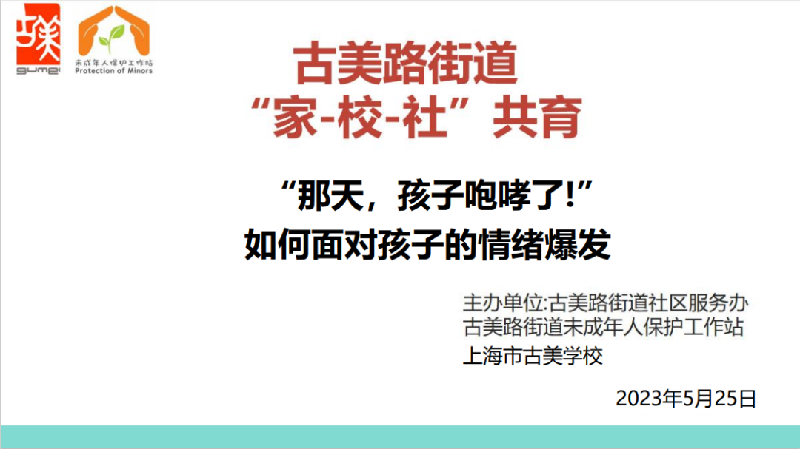 古美
gumei
未成年人保护工作站
Protection of Minors
古美路街道
“家-校-社”共育
“那天，孩子咆哮了!”
如何面对孩子的情绪爆发
主办单位:古美路街道社区服务办
古美路街道未成年人保护工作站
上海市古美学校
2023年5月25日